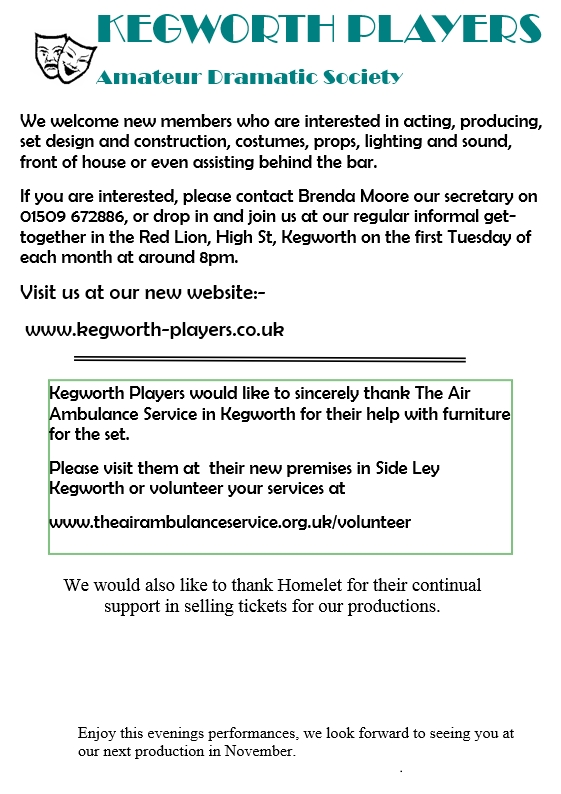 KEGWORTH PLAYERS
Amateur Dramatic Society
We welcome new members who are interested in acting, producing,
set design and construction, costumes, props, lighting and sound,
front of house or even assisting behind the bar.
If you are interested, please contact Brenda Moore our secretary on
01509 672886, or drop in and join us at our regular informal get-
together in the Red Lion, High St, Kegworth on the first Tuesday of
each month at around 8pm.
Visit us at our new website:-
www.kegworth-players.co.uk
Kegworth Players would like to sincerely thank The Air
Ambulance Service in Kegworth for their help with furniture
for the set.
Please visit them at  their new premises in Side Ley
Kegworth or volunteer your services at
www.theairambulanceservice.org.uk/volunteer
We would also like to thank Homelet for their continual
support in selling tickets for our productions.
Enjoy this evenings performances, we look forward to seeing you at
our next production in November.
.